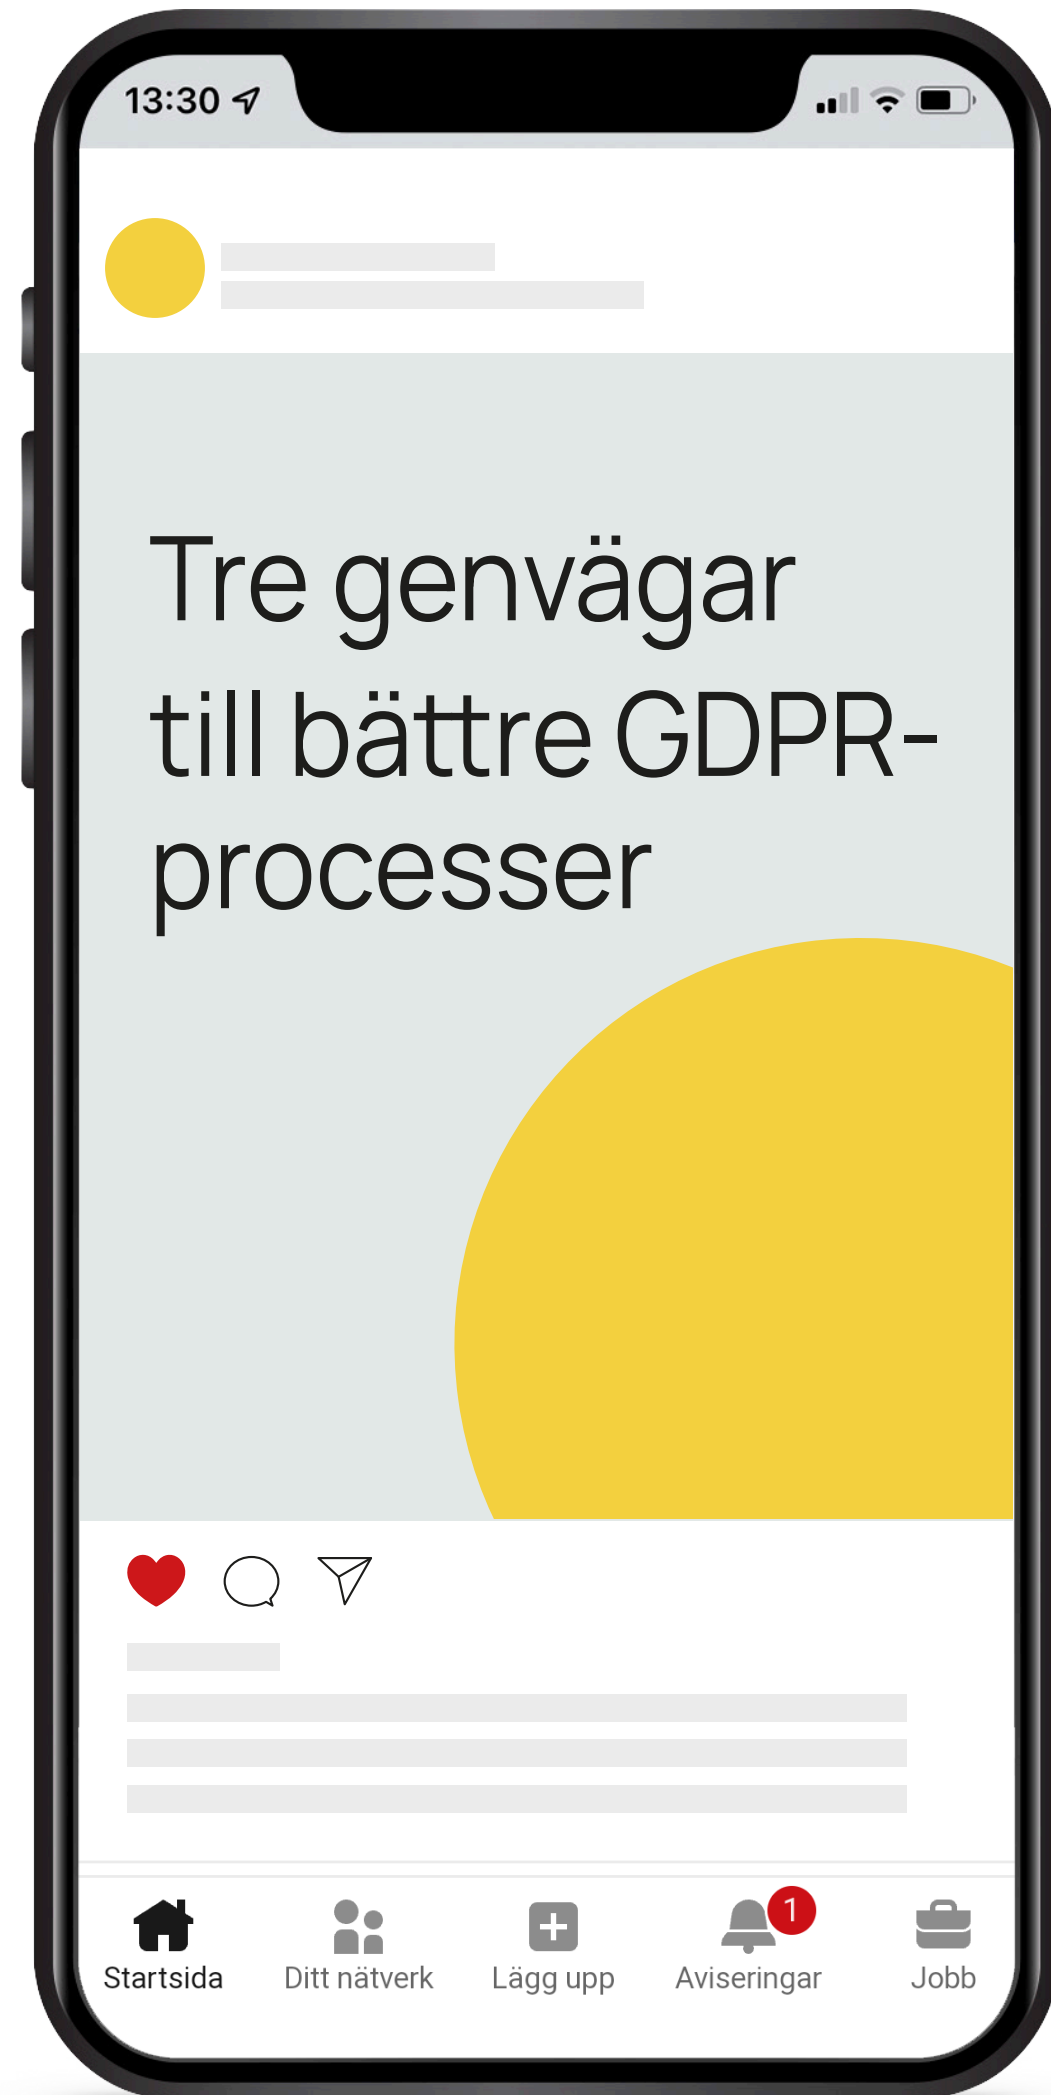 13:30
Tre genvägar
till bättre GDPR-
processer
1
Startsida
Ditt nätverk
Lägg upp
Aviseringar
Jobb